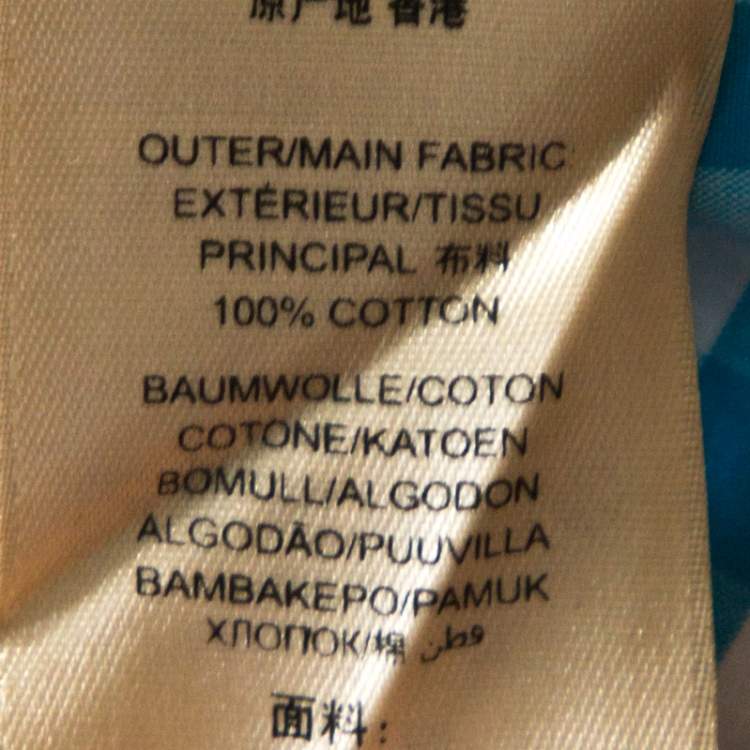 原产地 香港
OUTER/MAIN FABRIC
EXTÉRIEUR/TISSU
PRINCIPAL 布料
100% COTTON
BAUMWOLLE/COTON
COTONE/KATOEN
BOMULL/ALGODON
ALGODÃO/PUUVILLA
BAMBAKEPO/PAMUK
ХЛОПОК/棉 قطن
面料: